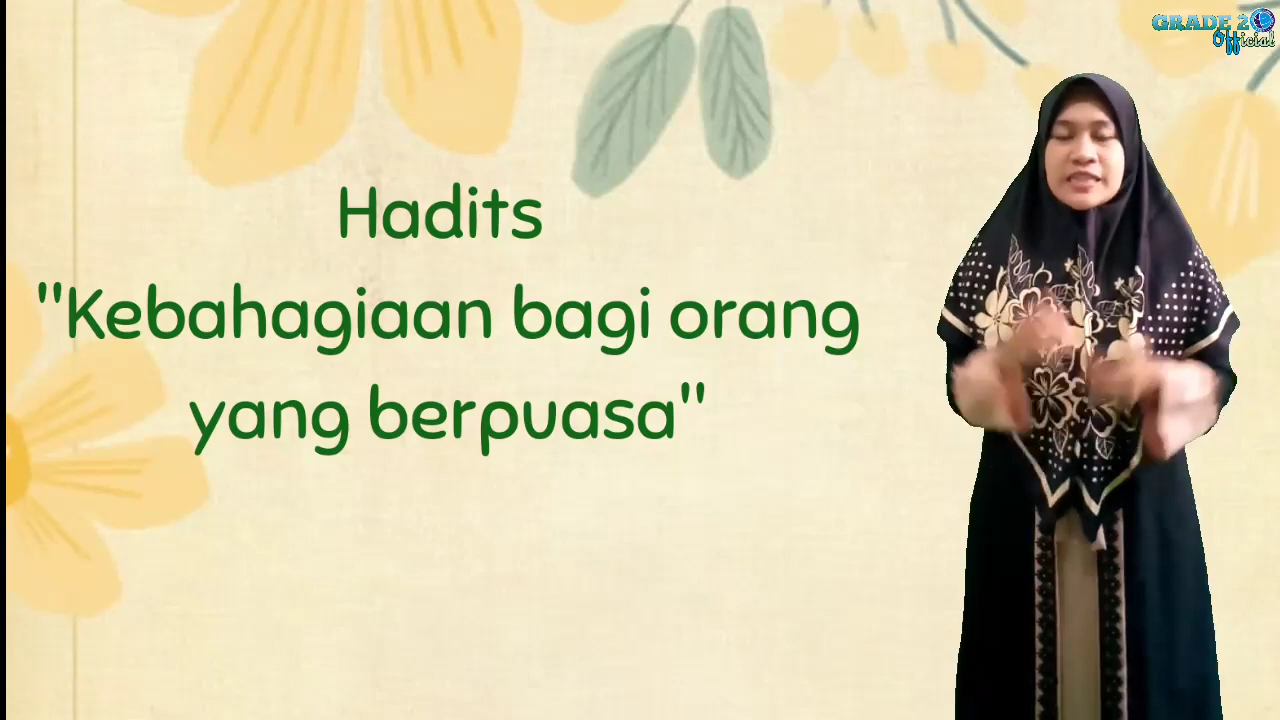 GRADE 2
Official
Hadits
"Kebahagiaan bagi orang
yang berpuasa"